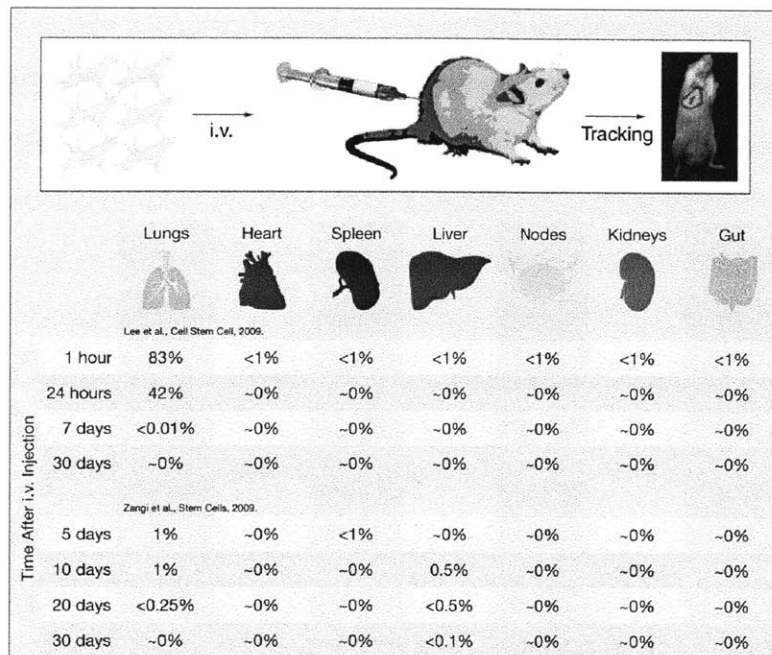 i.v.
Tracking
Lungs Heart Spleen Liver Nodes Kidneys Gut
Lee et al., Cell Stem Cell, 2009.
1 hour 83% <1% <1% <1% <1% <1% <1%
24 hours 42% ~0% ~0% ~0% ~0% ~0% ~0%
7 days <0.01% ~0% ~0% ~0% ~0% ~0% ~0%
30 days ~0% ~0% ~0% ~0% ~0% ~0% ~0%
Zangi et al., Stem Cells, 2009.
5 days 1% ~0% <1% ~0% ~0% ~0% ~0%
10 days 1% ~0% ~0% 0.5% ~0% ~0% ~0%
20 days <0.25% ~0% ~0% <0.5% ~0% ~0% ~0%
30 days ~0% ~0% ~0% <0.1% ~0% ~0% ~0%
Time After i.v. Injection